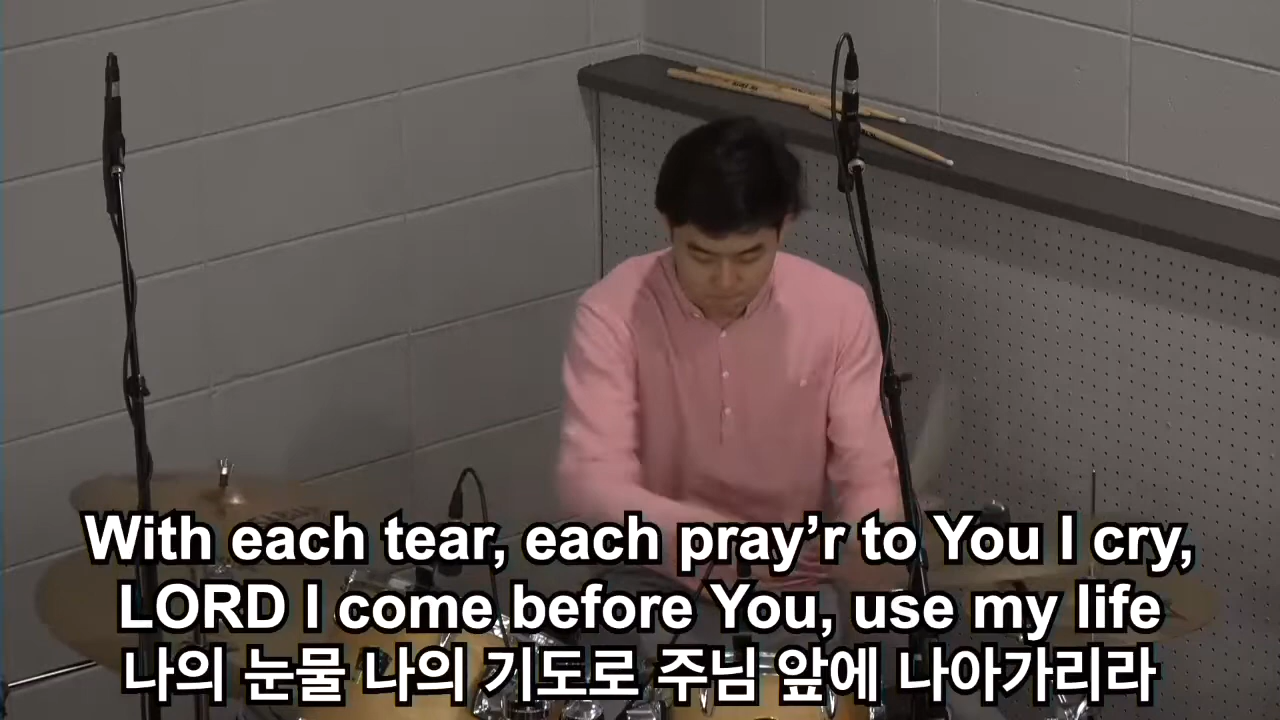 With each tear, each pray’r to You I cry,
LORD I come before You, use my life
나의 눈물 나의 기도로 주님 앞에 나아가리라